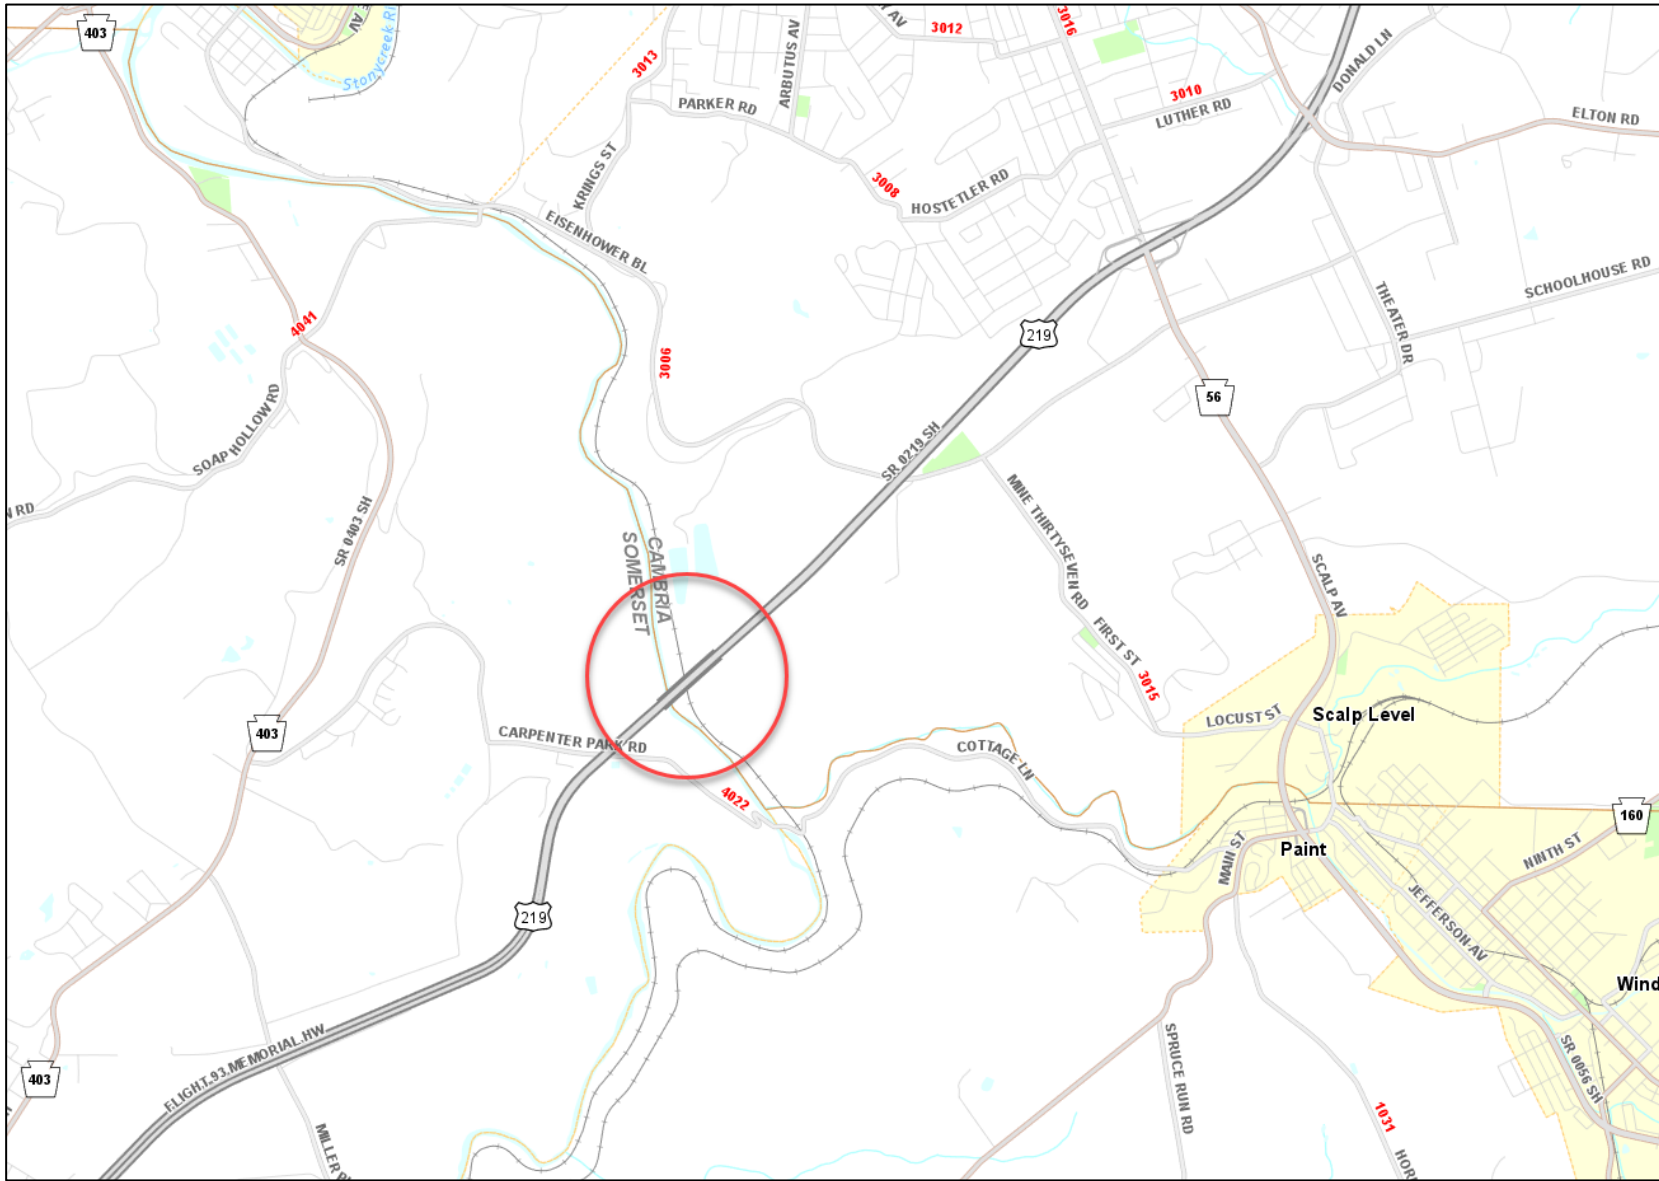 403
E AV
Stonycreek Ri
3013
ARBUTUS AV
Y AV
3012
3016
DONALD LN
PARKER RD
3010
LUTHER RD
ELTON RD
KRINGS ST
3008
HOSTETLER RD
EISENHOWER BL
SCHOOLHOUSE RD
THEATER DR
4041
219
3006
56
SOAP HOLLOW RD
SR 0219 SH
N RD
SR 0403 SH
MINE THIRTYSEVEN RD
CAMBRIA
SOMERSET
SCALP AV
FIRST ST
3015
LOCUST ST
Scalp Level
403
CARPENTER PARK RD
COTTAGE LN
4022
160
MAIN ST
Paint
NINTH ST
219
JEFFERSON AV
Wind
FLIGHT 93 MEMORIAL HW
403
SPRUCE RUN RD
SR 0056 SH
MILLER R
1031
HOR